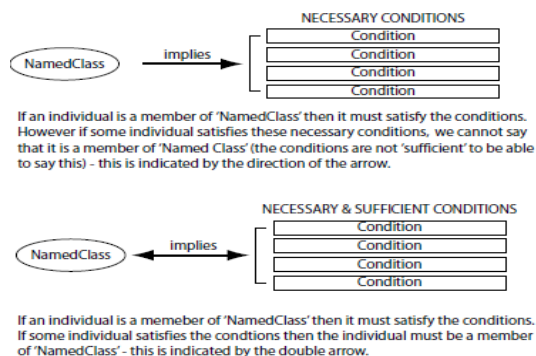 NECESSARY CONDITIONS
Condition
implies
Condition
NamedClass
Condition
Condition
If an individual is a member of 'NamedClass' then it must satisfy the conditions.
However if some individual satisfies these necessary conditions, we cannot say
that it is a member of 'Named Class' (the conditions are not 'sufficient' to be able
to say this) - this is indicated by the direction of the arrow.
NECESSARY & SUFFICIENT CONDITIONS
Condition
implies
Condition
NamedClass
Condition
Condition
If an individual is a memeber of 'NamedClass' then it must satisfy the conditions.
If some individual satisfies the condtions then the individual must be a member
of 'NamedClass' - this is indicated by the double arrow.